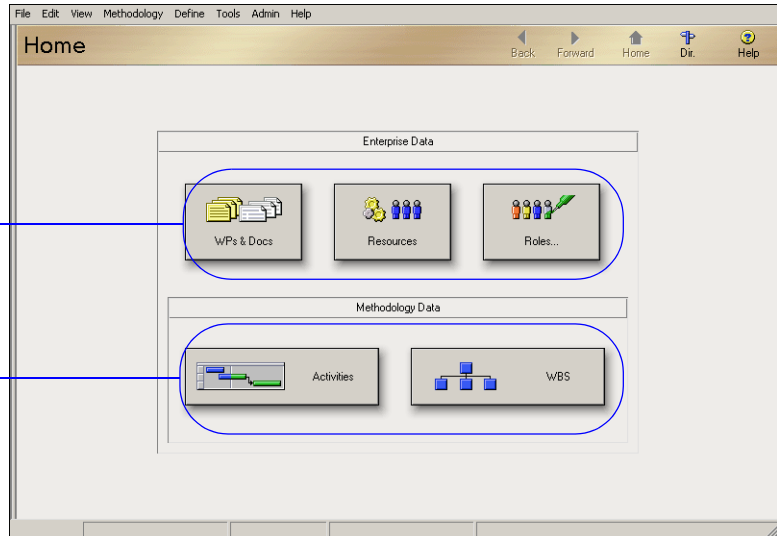 File Edit View Methodology Define Tools Admin Help
Home
Back Forward Home Dir. Help
Enterprise Data
WPs & Docs Resources Roles...
Methodology Data
Activities WBS